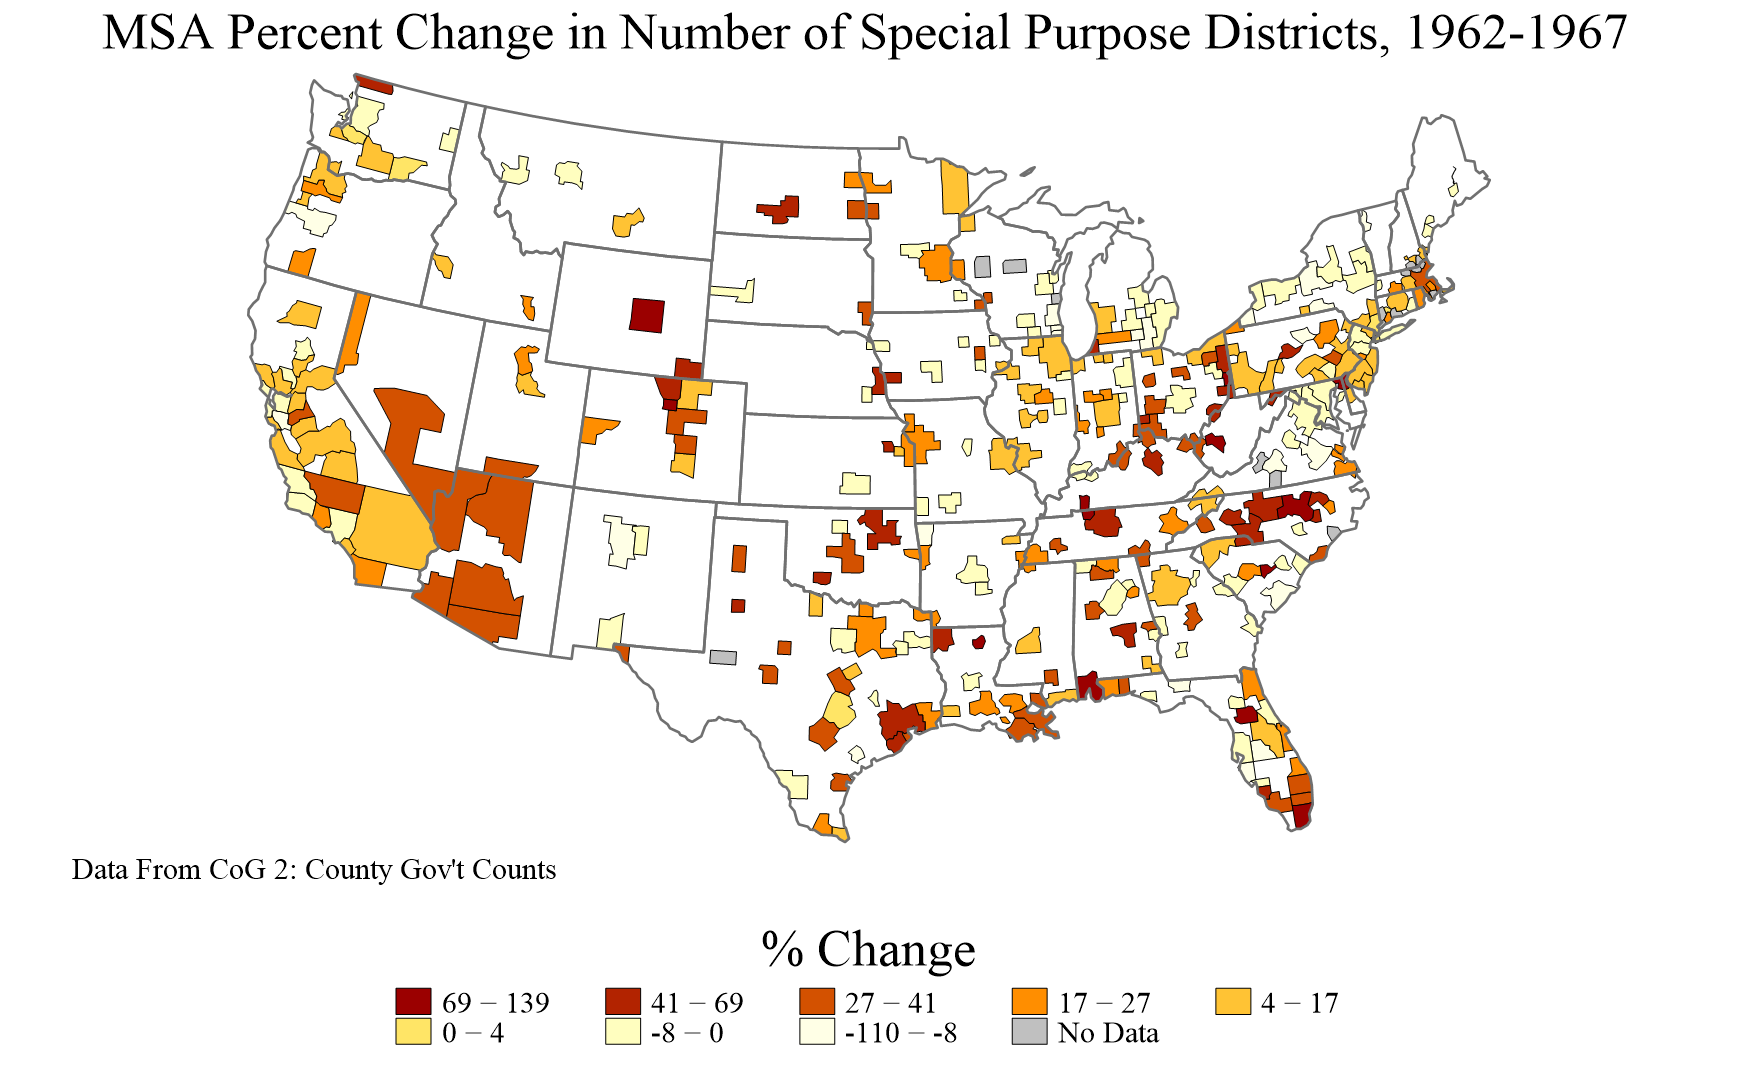 MSA Percent Change in Number of Special Purpose Districts, 1962-1967
Data From CoG 2: County Gov't Counts
% Change
69 – 139 41 – 69 27 – 41 17 – 27 4 – 17
0 – 4 -8 – 0 -110 – -8 No Data